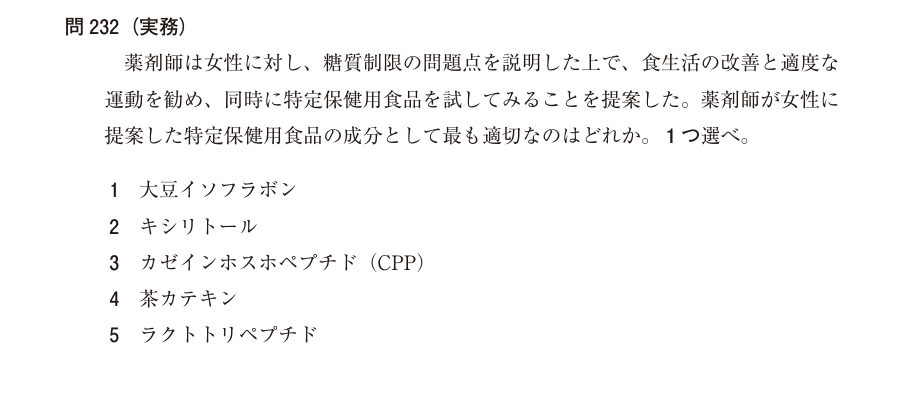 問 232（実務）
薬剤師は女性に対し、糖質制限の問題点を説明した上で、食生活の改善と適度な
運動を勧め、同時に特定保健用食品を試してみることを提案した。薬剤師が女性に
提案した特定保健用食品の成分として最も適切なのはどれか。1つ選べ。
1 大豆イソフラボン
2 キシリトール
3 カゼインホスホペプチド（CPP）
4 茶カテキン
5 ラクトトリペプチド